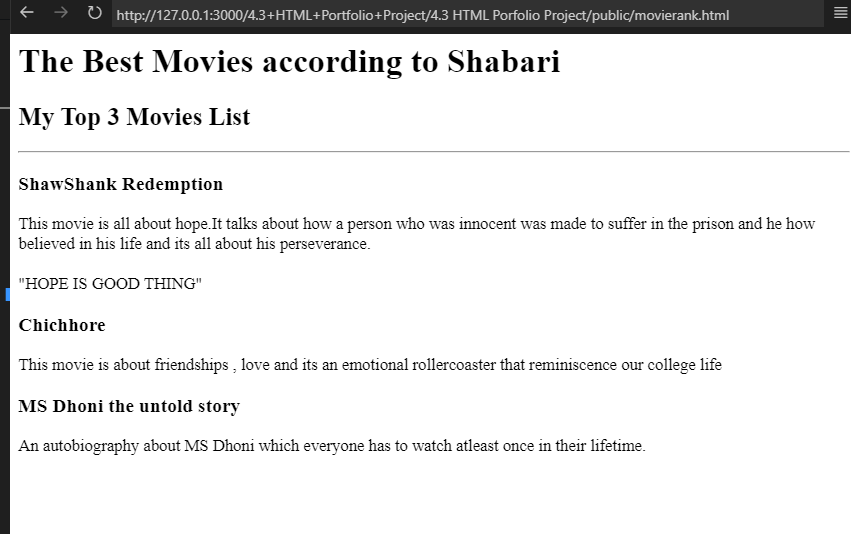 http://127.0.0.1:3000/4.3+HTML+Portfolio+Project/4.3 HTML Porfolio Project/public/movierank.html
The Best Movies according to Shabari
My Top 3 Movies List
ShawShank Redemption
This movie is all about hope.It talks about how a person who was innocent was made to suffer in the prison and he how
believed in his life and its all about his perseverance.
"HOPE IS GOOD THING"
Chichhore
This movie is about friendships , love and its an emotional rollercoaster that reminiscence our college life
MS Dhoni the untold story
An autobiography about MS Dhoni which everyone has to watch atleast once in their lifetime.